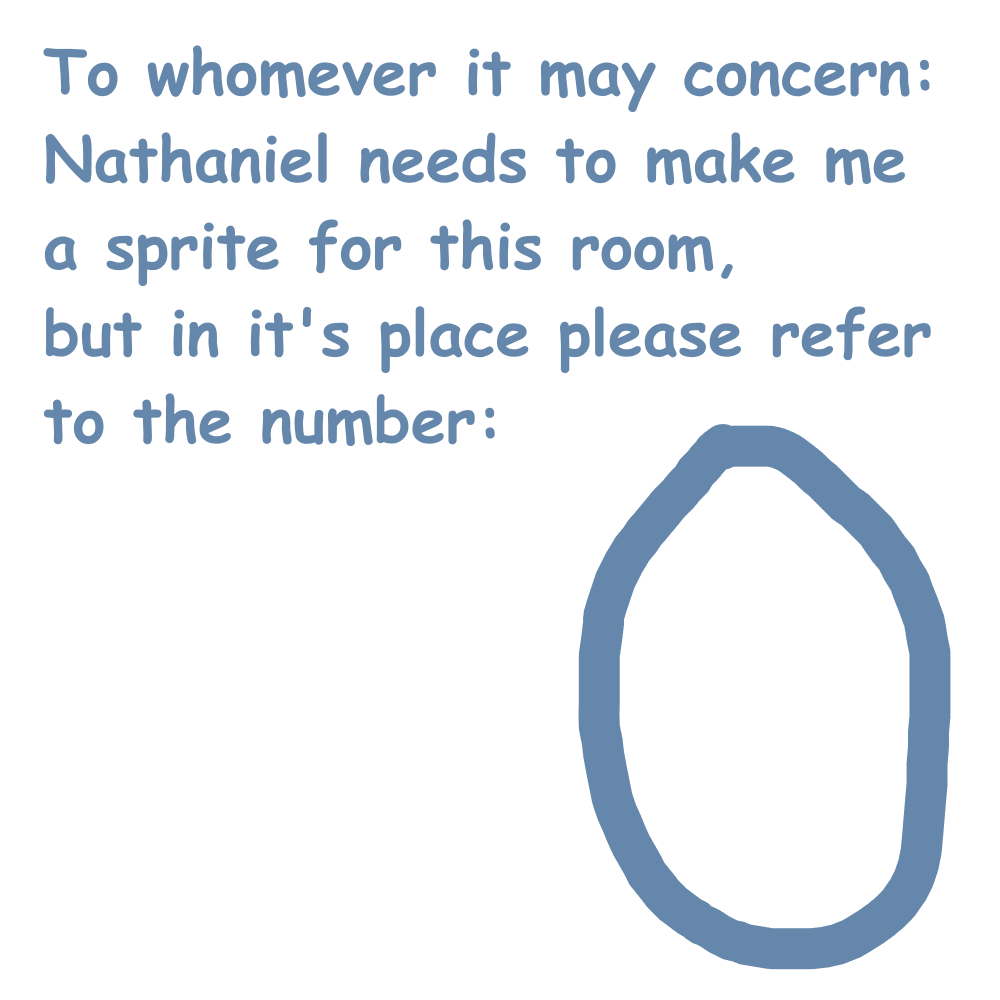 To whomever it may concern:
Nathaniel needs to make me
a sprite for this room,
but in it's place please refer
to the number:
0